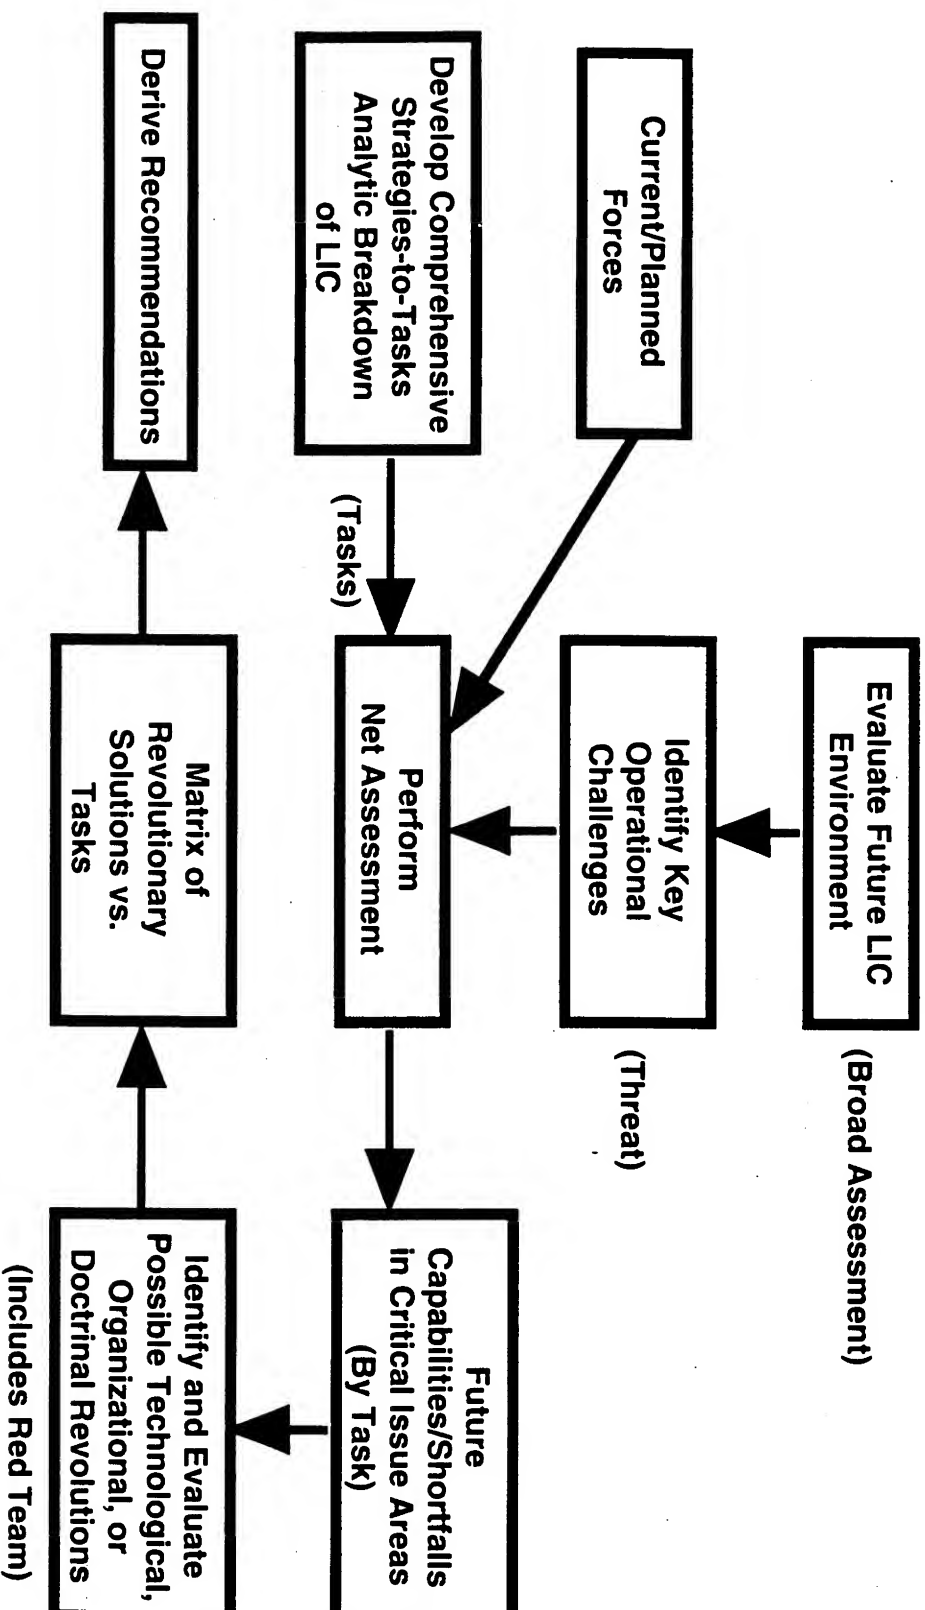 Evaluate Future LIC
Environment
(Broad Assessment)
Current/Planned
Forces
Identify Key
Operational
Challenges
(Threat)
Develop Comprehensive
Strategies-to-Tasks
Analytic Breakdown
of LIC
(Tasks)
Perform
Net Assessment
Future
Capabilities/Shortfalls
in Critical Issue Areas
(By Task)
Derive Recommendations
Matrix of
Revolutionary
Solutions vs.
Tasks
Identify and Evaluate
Possible Technological,
Organizational, or
Doctrinal Revolutions
(Includes Red Team)